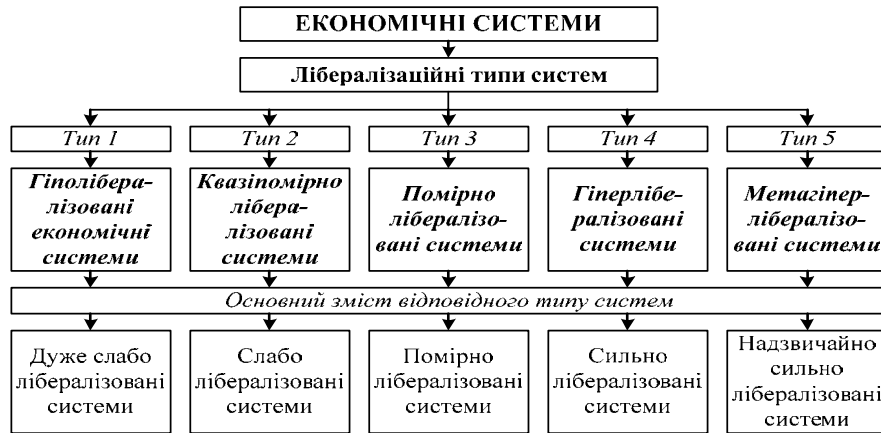 ЕКОНОМІЧНІ СИСТЕМИ
Лібералізаційні типи систем
Тип 1
Тип 2
Тип 3
Тип 4
Тип 5
Гіполібера-
лізовані
економічні
системи
Квазіпомірно
лібера-
лізовані
системи
Помірно
лібералізо-
вані системи
Гіперлібе-
ралізовані
системи
Метагіпер-
лібералізо-
вані системи
Основний зміст відповідного типу систем
Дуже слабо
лібералізовані
системи
Слабо
лібералізовані
системи
Помірно
лібералізовані
системи
Сильно
лібералізовані
системи
Надзвичайно
сильно
лібералізовані
системи